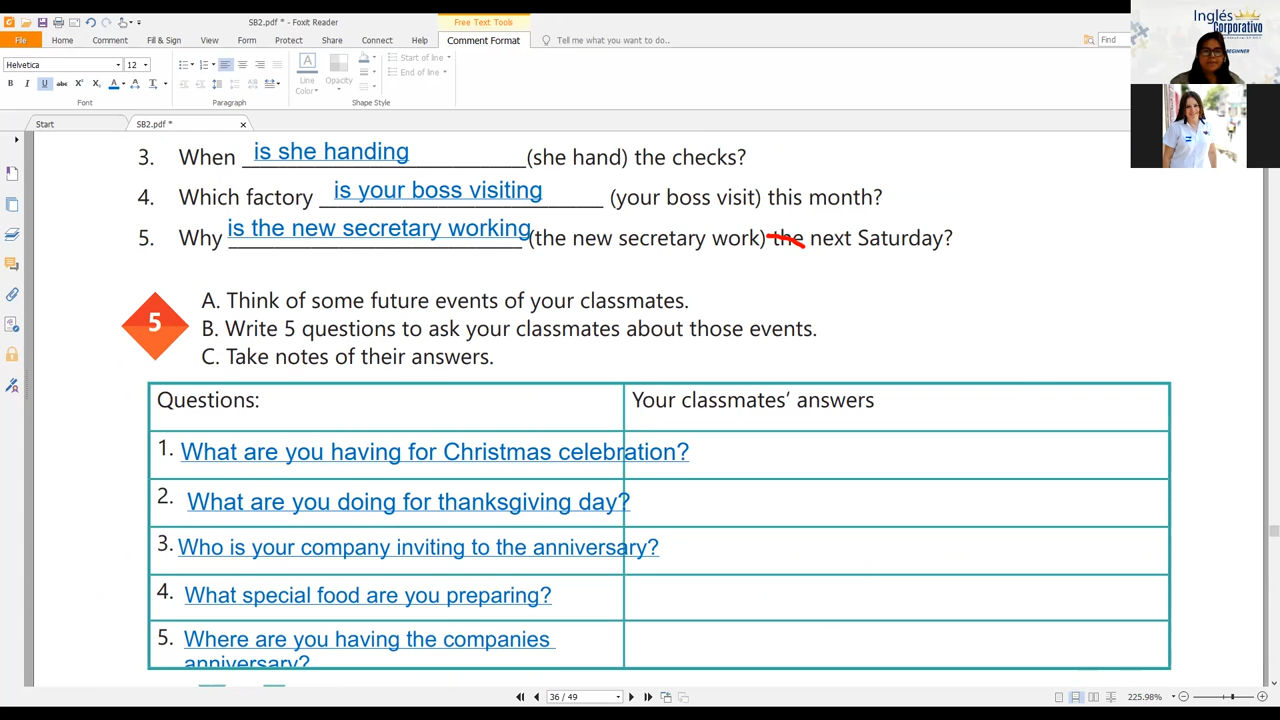 SB2.pdf * - Foxit Reader
Free Text Tools
File Home Comment Fill & Sign View Form Protect Share Connect Help Comment Format Tell me what you want to do.. Find
Helvetica 12
Line Color Opacity
Start of line
End of line
Font Paragraph Shape Style
Start SB2.pdf *
Inglés Corporativo
3. When is she handing (she hand) the checks?
4. Which factory is your boss visiting (your boss visit) this month?
5. Why is the new secretary working (the new secretary work) the next Saturday?
5
A. Think of some future events of your classmates.
B. Write 5 questions to ask your classmates about those events.
C. Take notes of their answers.
Questions: Your classmates’ answers
1. What are you having for Christmas celebration?
2. What are you doing for thanksgiving day?
3. Who is your company inviting to the anniversary?
4. What special food are you preparing?
5. Where are you having the companies
anniversary?
36 / 49 225.98%